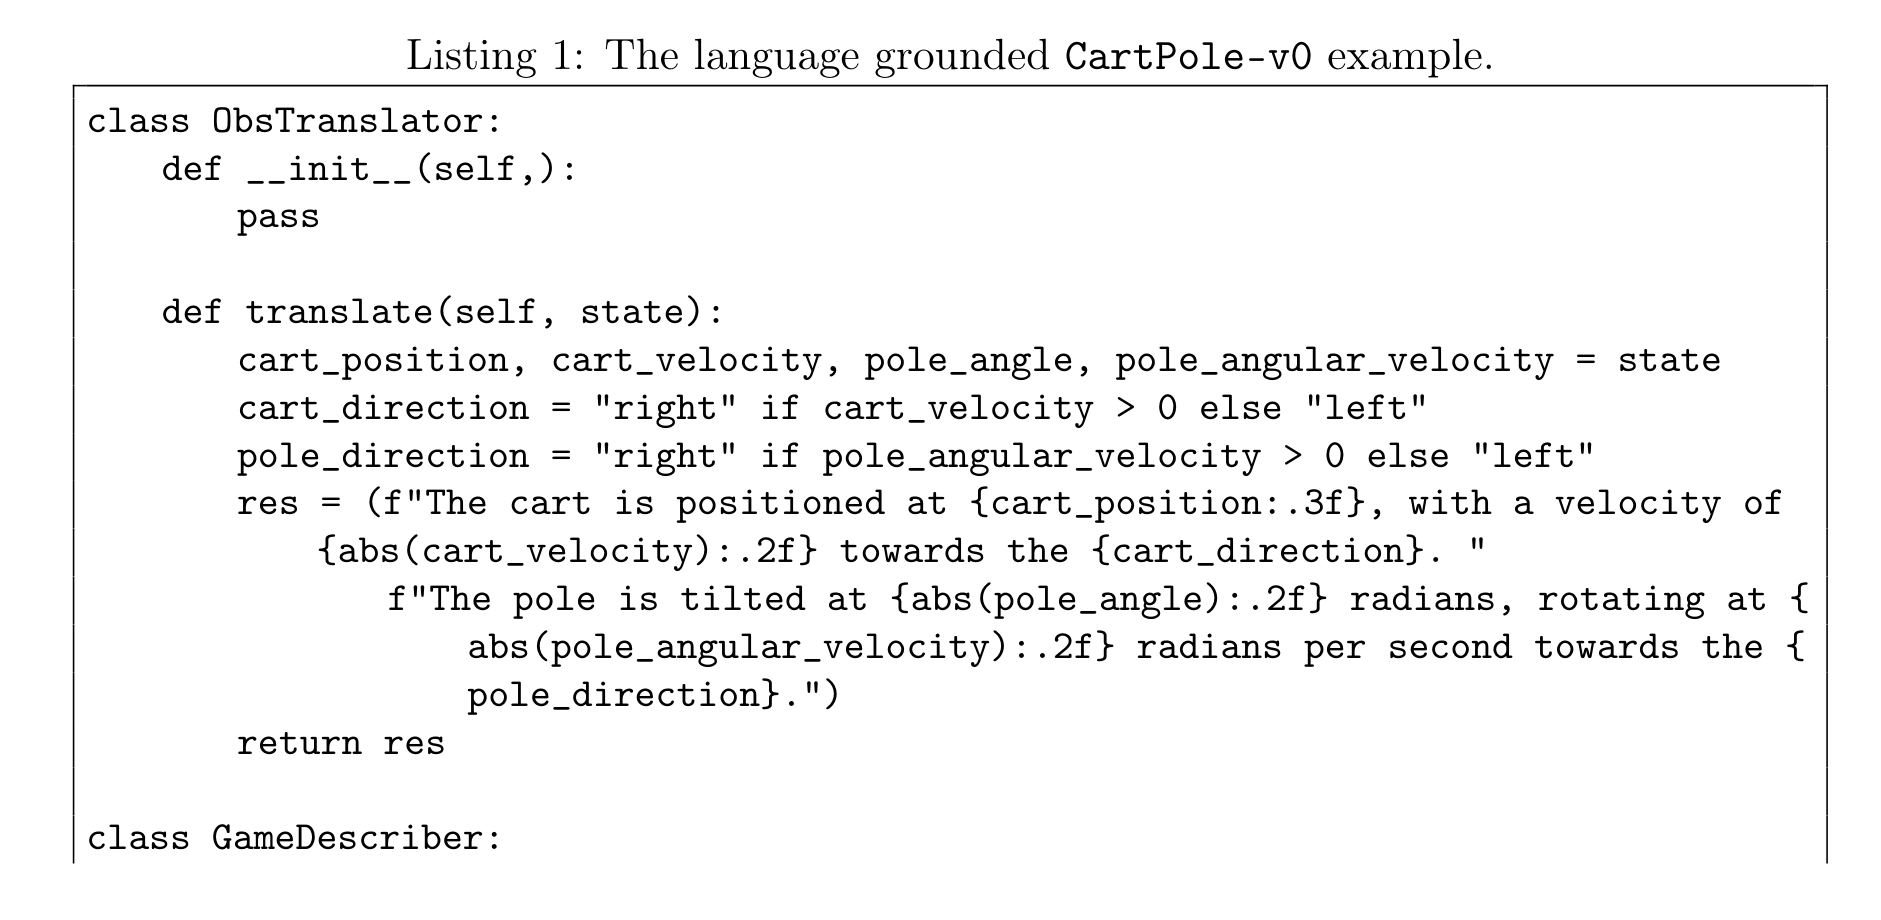 Listing 1: The language grounded CartPole-v0 example.
class ObsTranslator:
    def __init__(self,):
        pass

    def translate(self, state):
        cart_position, cart_velocity, pole_angle, pole_angular_velocity = state
        cart_direction = "right" if cart_velocity > 0 else "left"
        pole_direction = "right" if pole_angular_velocity > 0 else "left"
        res = (f"The cart is positioned at {cart_position:.3f}, with a velocity of
            {abs(cart_velocity):.2f} towards the {cart_direction}. "
                f"The pole is tilted at {abs(pole_angle):.2f} radians, rotating at {
                    abs(pole_angular_velocity):.2f} radians per second towards the {
                    pole_direction}.")
        return res

class GameDescriber: